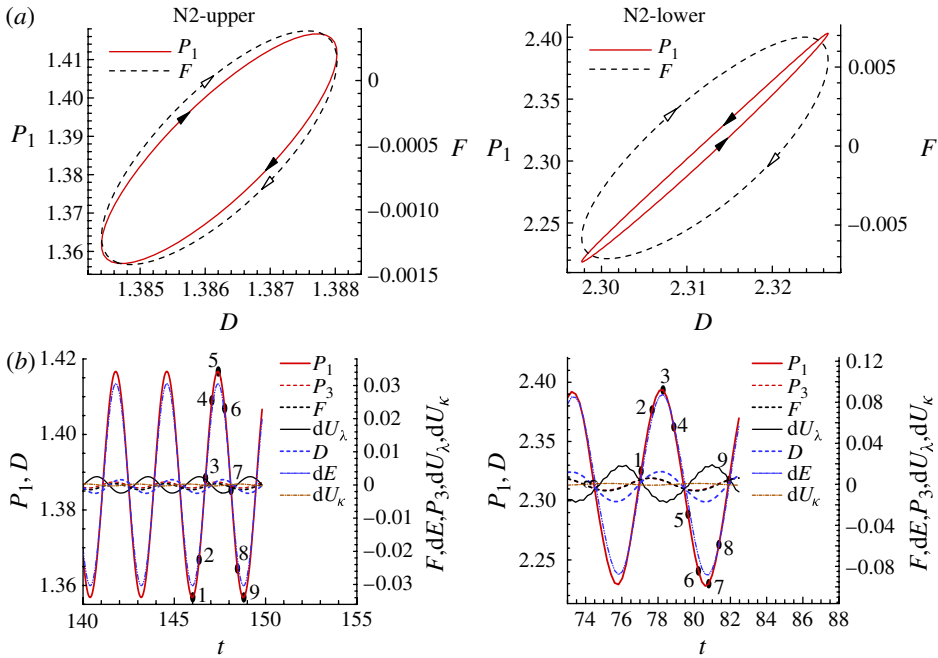 (a) N2-upper N2-lower
P1
F
1.41
1.40
1.39
1.38
1.37
1.36
P1
0
−0.0005
−0.0010
−0.0015
F
1.385 1.386 1.387 1.388
D
P1
F
2.40
2.35
2.30
2.25
P1
0.005
0
−0.005
F
2.30 2.31 2.32
D
(b)
1.42
1.40
1.38
1.36
P1, D
P1
P3
F
dUλ
D
dE
dUκ
0.03
0.02
0.01
0
−0.01
−0.02
−0.03
F,dE,P3,dUλ,dUκ
1 2 3 4 5 6 7 8 9
140 145 150 155
t
2.40
2.35
2.30
2.25
P1, D
P1
P3
F
dUλ
D
dE
dUκ
0.12
0.08
0.04
0
−0.04
−0.08
F,dE,P3,dUλ,dUκ
1 2 3 4 5 6 7 8 9
74 76 78 80 82 84 86 88
t